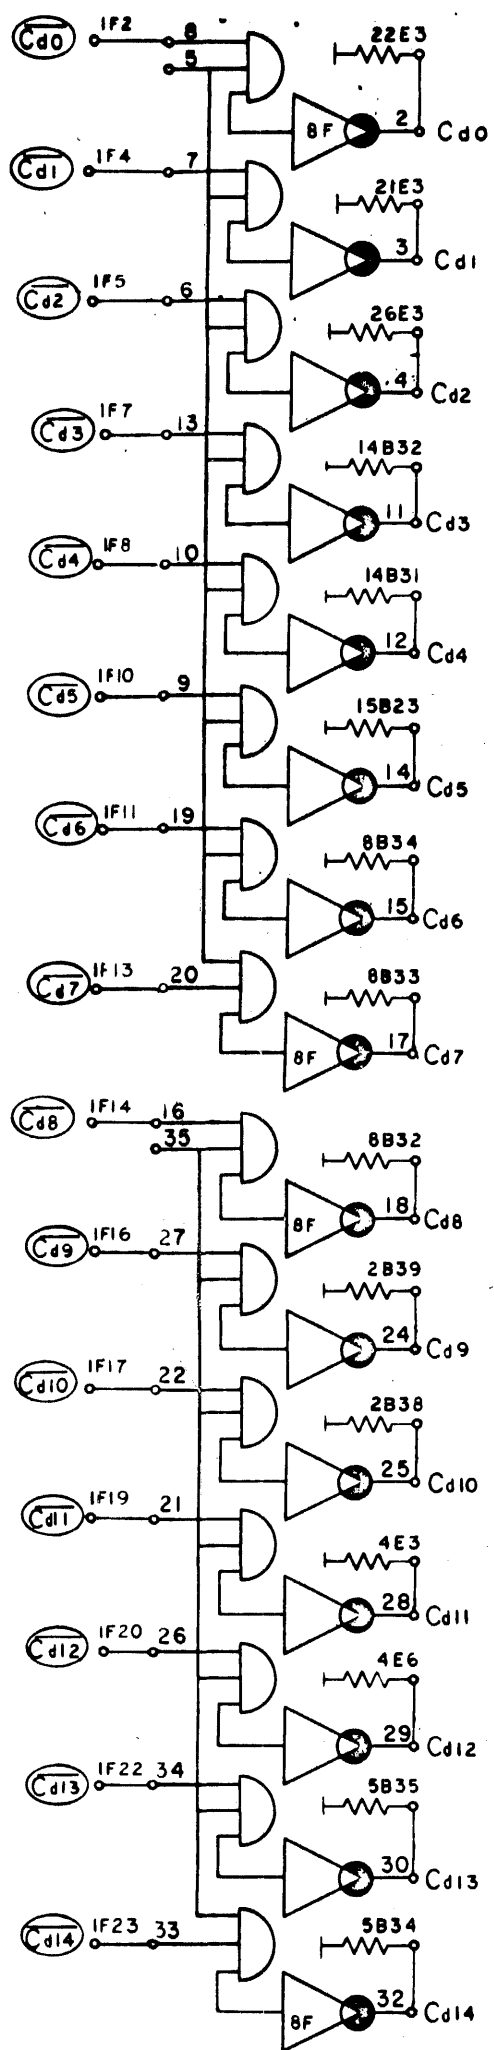 Cd0 1F2 8 22E3
5
8F 2 Cd0
Cd1 1F4 7 21E3
3 Cd1
Cd2 1F5 6 26E3
4 Cd2
Cd3 1F7 13 14B32
11 Cd3
Cd4 1F8 10 14B31
12 Cd4
Cd5 1F10 9 15B23
14 Cd5
Cd6 1F11 19 8B34
15 Cd6
Cd7 1F13 20 8B33
8F 17 Cd7
Cd8 1F14 16 8B32
35
8F 18 Cd8
Cd9 1F16 27 2B39
24 Cd9
Cd10 1F17 22 2B38
25 Cd10
Cd11 1F19 21 4E3
28 Cd11
Cd12 1F20 26 4E6
29 Cd12
Cd13 1F22 34 5B35
30 Cd13
Cd14 1F23 33 5B34
8F 32 Cd14